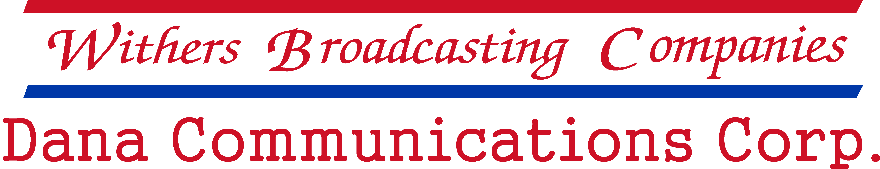 Withers Broadcasting Companies
Dana Communications Corp.